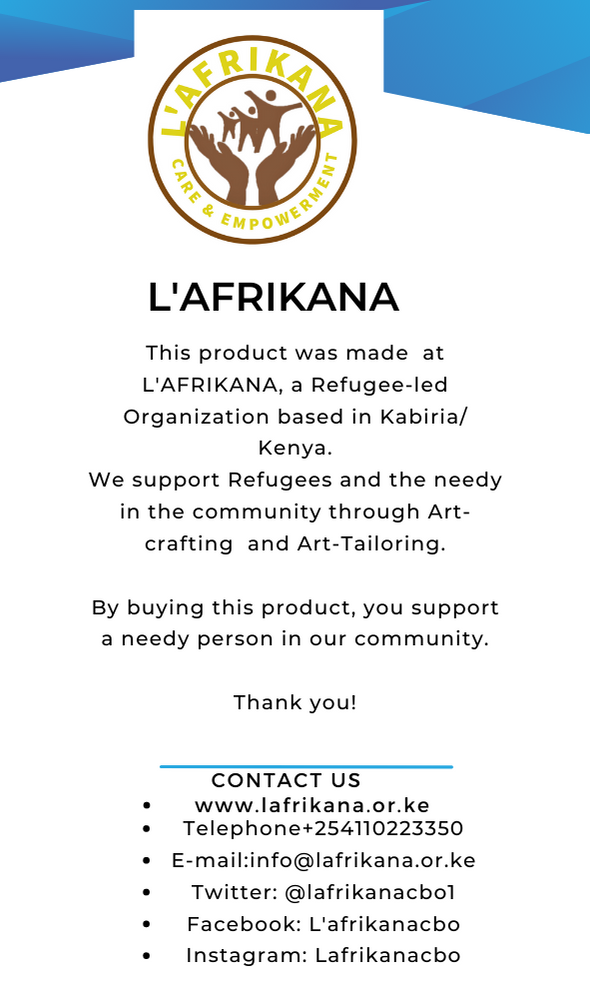 L'AFRIKANA
CARE & EMPOWERMENT
L'AFRIKANA
This product was made  at
L'AFRIKANA, a Refugee-led
Organization based in Kabiria/
Kenya.
We support Refugees and the needy
in the community through Art-
crafting  and Art-Tailoring.
By buying this product, you support
a needy person in our community.
Thank you!
CONTACT US
• www.lafrikana.or.ke
• Telephone+254110223350
• E-mail:info@lafrikana.or.ke
• Twitter: @lafrikanacbo1
• Facebook: L'afrikanacbo
• Instagram: Lafrikanacbo